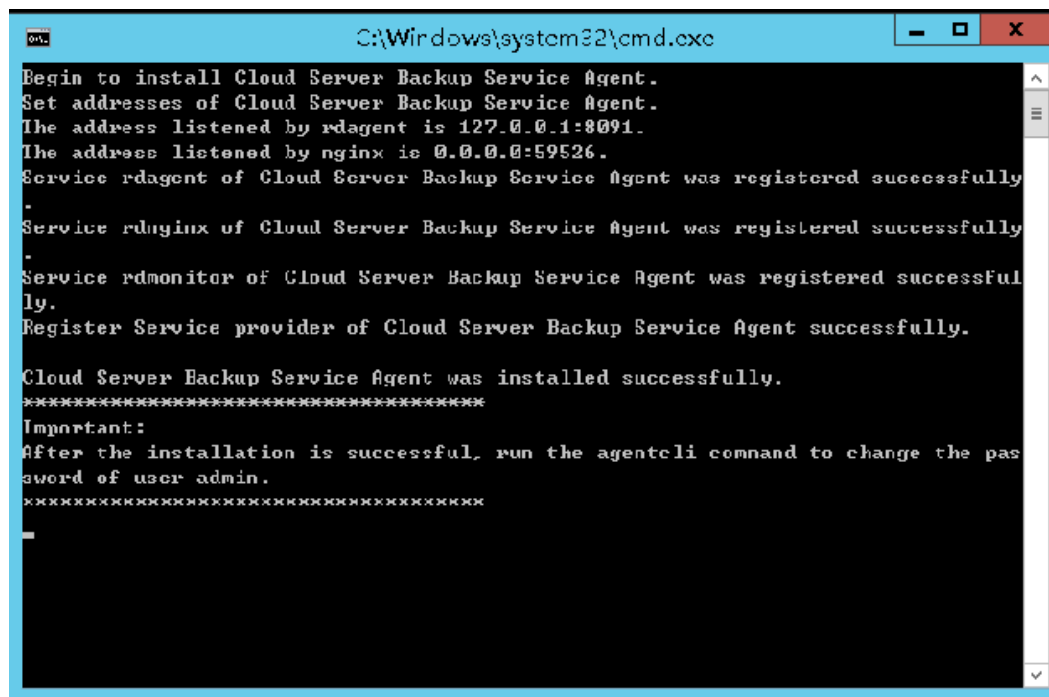 C:\Windows\system32\cmd.exe
Begin to install Cloud Server Backup Service Agent.
Set addresses of Cloud Server Backup Service Agent.
The address listened by rdagent is 127.0.0.1:8091.
The address listened by nginx is 0.0.0.0:59526.
Service rdagent of Cloud Server Backup Service Agent was registered successfully
.
Service rdnginx of Cloud Server Backup Service Agent was registered successfully
.
Service rdmonitor of Cloud Server Backup Service Agent was registered successful
ly.
Register Service provider of Cloud Server Backup Service Agent successfully.
Cloud Server Backup Service Agent was installed successfully.
*************************************
Important:
After the installation is successful, run the agentcli command to change the pas
sword of user admin.
*************************************